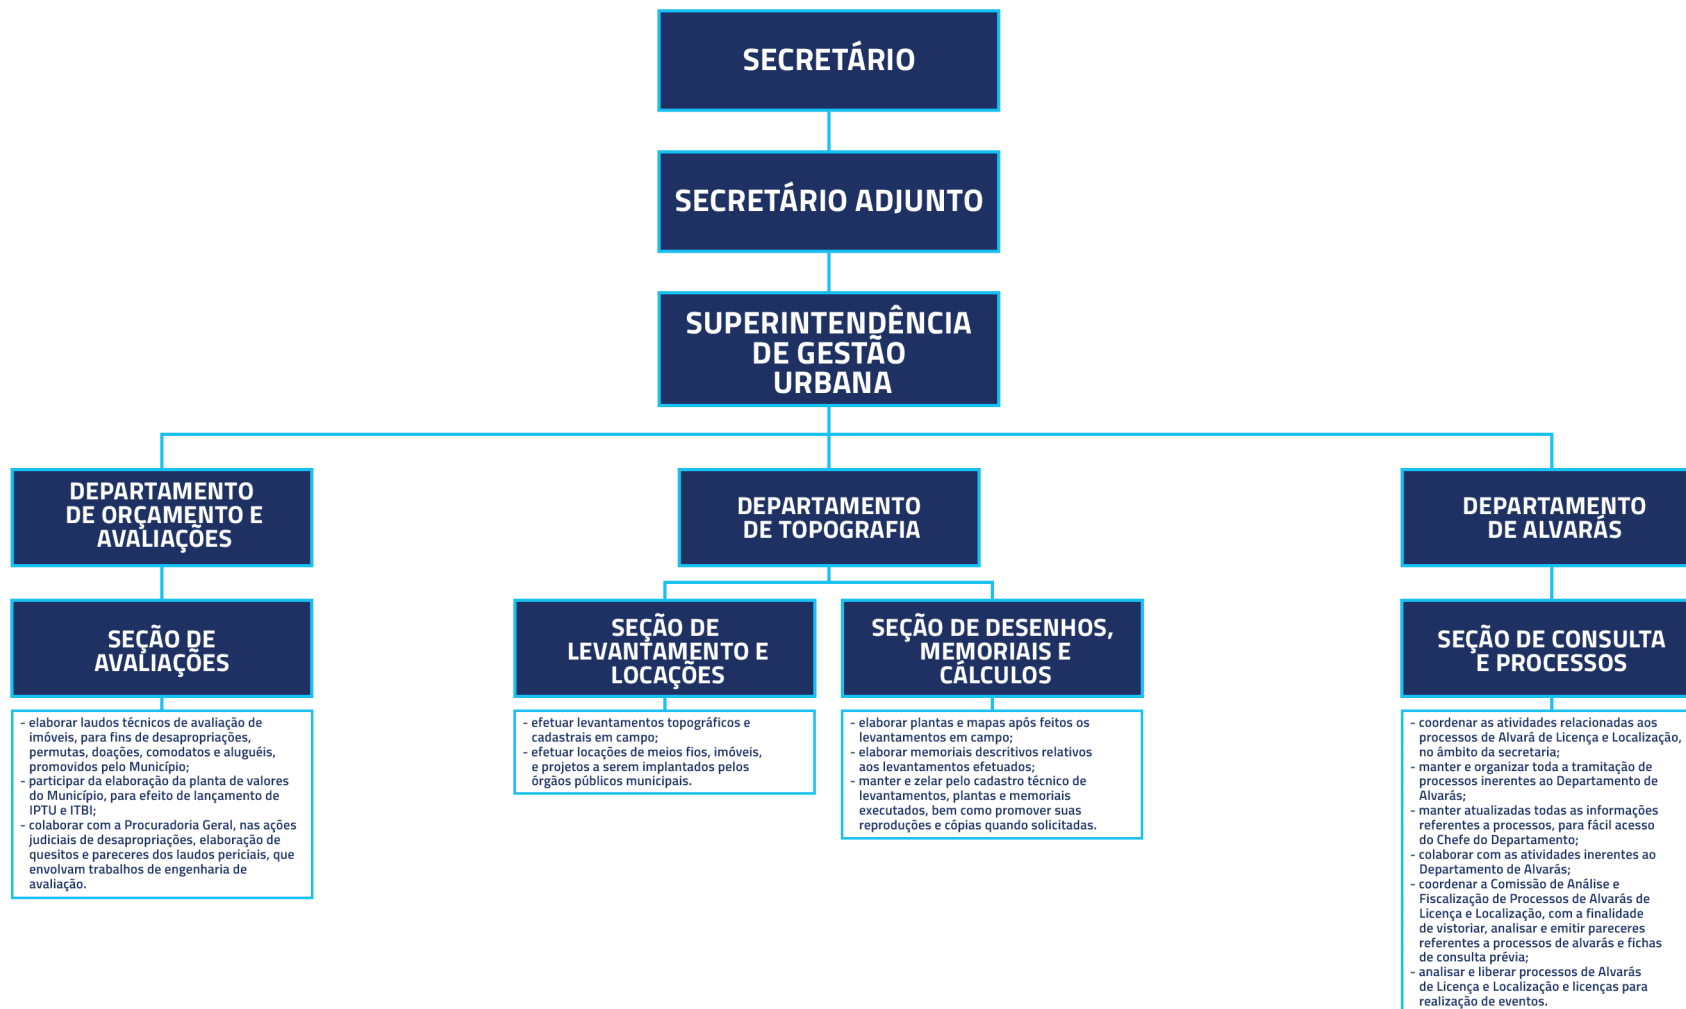 SECRETÁRIO
SECRETÁRIO ADJUNTO
SUPERINTENDÊNCIA
DE GESTÃO
URBANA
DEPARTAMENTO
DE ORÇAMENTO E
AVALIAÇÕES
DEPARTAMENTO
DE TOPOGRAFIA
DEPARTAMENTO
DE ALVARÁS
SEÇÃO DE
AVALIAÇÕES
SEÇÃO DE
LEVANTAMENTO E
LOCAÇÕES
SEÇÃO DE DESENHOS,
MEMORIAIS E
CÁLCULOS
SEÇÃO DE CONSULTA
E PROCESSOS
- elaborar laudos técnicos de avaliação de
imóveis, para fins de desapropriações,
permutas, doações, comodatos e aluguéis,
promovidos pelo Município;
- participar da elaboração da planta de valores
do Município, para efeito de lançamento de
IPTU e ITBI;
- colaborar com a Procuradoria Geral, nas ações
judiciais de desapropriações, elaboração de
quesitos e pareceres dos laudos periciais, que
envolvam trabalhos de engenharia de
avaliação.
- efetuar levantamentos topográficos e
cadastrais em campo;
- efetuar locações de meios fios, imóveis,
e projetos a serem implantados pelos
órgãos públicos municipais.
- elaborar plantas e mapas após feitos os
levantamentos em campo;
- elaborar memoriais descritivos relativos
aos levantamentos efetuados;
- manter e zelar pelo cadastro técnico de
levantamentos, plantas e memoriais
executados, bem como promover suas
reproduções e cópias quando solicitadas.
- coordenar as atividades relacionadas aos
processos de Alvará de Licença e Localização,
no âmbito da secretaria;
- manter e organizar toda a tramitação de
processos inerentes ao Departamento de
Alvarás;
- manter atualizadas todas as informações
referentes a processos, para fácil acesso
do Chefe do Departamento;
- colaborar com as atividades inerentes ao
Departamento de Alvarás;
- coordenar a Comissão de Análise e
Fiscalização de Processos de Alvarás de
Licença e Localização, com a finalidade
de vistoriar, analisar e emitir pareceres
referentes a processos de alvarás e fichas
de consulta prévia;
- analisar e liberar processos de Alvarás
de Licença e Localização e licenças para
realização de eventos.